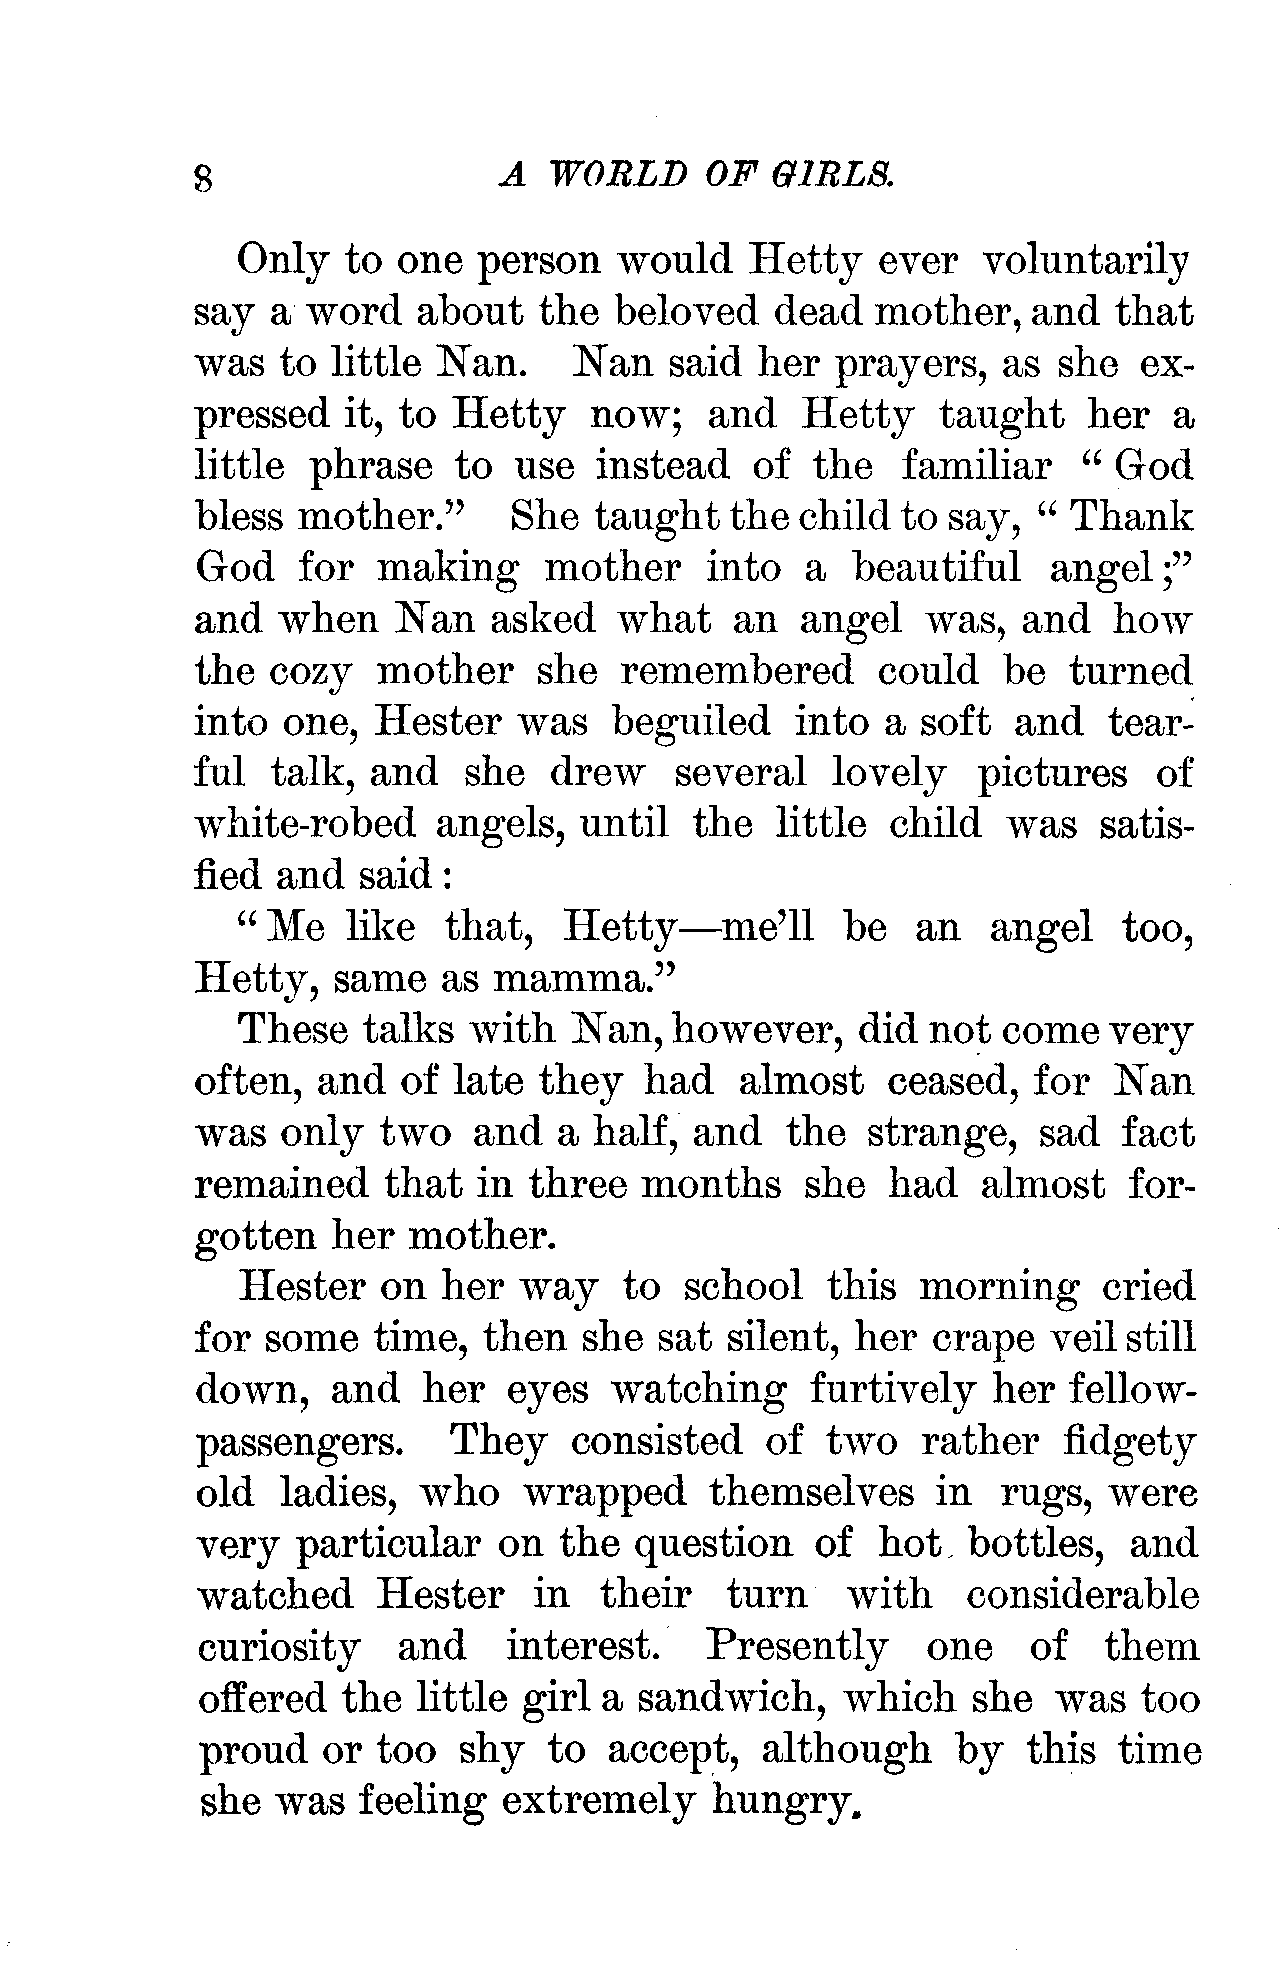 8 A WORLD OF GIRLS.
Only to one person would Hetty ever voluntarily
say a word about the beloved dead mother, and that
was to little Nan. Nan said her prayers, as she ex-
pressed it, to Hetty now; and Hetty taught her a
little phrase to use instead of the familiar “ God
bless mother.” She taught the child to say, “ Thank
God for making mother into a beautiful angel ;”
and when Nan asked what an angel was, and how
the cozy mother she remembered could be turned
into one, Hester was beguiled into a soft and tear-
ful talk, and she drew several lovely pictures of
white-robed angels, until the little child was satis-
fied and said :
“ Me like that, Hetty—me’ll be an angel too,
Hetty, same as mamma.”
These talks with Nan, however, did not come very
often, and of late they had almost ceased, for Nan
was only two and a half, and the strange, sad fact
remained that in three months she had almost for-
gotten her mother.
Hester on her way to school this morning cried
for some time, then she sat silent, her crape veil still
down, and her eyes watching furtively her fellow-
passengers. They consisted of two rather fidgety
old ladies, who wrapped themselves in rugs, were
very particular on the question of hot bottles, and
watched Hester in their turn with considerable
curiosity and interest. Presently one of them
offered the little girl a sandwich, which she was too
proud or too shy to accept, although by this time
she was feeling extremely hungry.